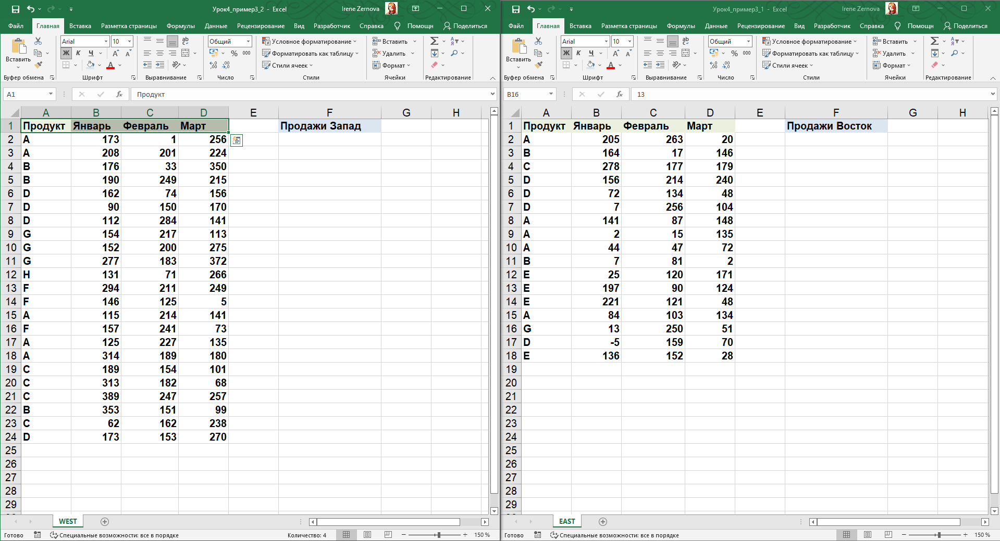 Урок4_пример3_2 - Excel
Irene Zernova
Файл Главная Вставка Разметка страницы Формулы Данные Рецензирование Вид Разработчик Справка Помощн Поделиться
Вставить
Arial 10
Ж К Ч
Общий
% 000
Условное форматирование
Форматировать как таблицу
Стили ячеек
Вставить
Удалить
Формат
Буфер обмена Шрифт Выравнивание Число Стили Ячейки Редактирование
A1 fx Продукт
A B C D E F G H
1 Продукт Январь Февраль Март Продажи Запад
2 A 173 1 256
3 A 208 201 224
4 B 176 33 350
5 B 190 249 215
6 D 162 74 156
7 D 90 150 170
8 D 112 284 141
9 G 154 217 113
10 G 152 200 275
11 G 277 183 372
12 H 131 71 266
13 F 294 211 249
14 F 146 125 5
15 A 115 214 141
16 F 157 241 73
17 A 125 227 135
18 A 314 189 180
19 C 189 154 101
20 C 313 182 68
21 C 389 247 257
22 B 353 151 99
23 C 62 162 238
24 D 173 153 270
25
26
27
28
29
WEST
Готово Специальные возможности: все в порядке Количество: 4 150 %
Урок4_пример3_1 - Excel
Irene Zernova
Файл Главная Вставка Разметка страницы Формулы Данные Рецензирование Вид Разработчик Справка Помощн Поделиться
Вставить
Arial 10
Ж К Ч
Общий
% 000
Условное форматирование
Форматировать как таблицу
Стили ячеек
Вставить
Удалить
Формат
Буфер обмена Шрифт Выравнивание Число Стили Ячейки Редактирование
B16 fx 13
A B C D E F G H
1 Продукт Январь Февраль Март Продажи Восток
2 A 205 263 20
3 B 164 17 146
4 C 278 177 179
5 D 156 214 240
6 D 72 134 48
7 D 7 256 104
8 A 141 87 148
9 A 2 15 135
10 A 44 47 72
11 B 7 81 2
12 E 25 120 171
13 E 197 90 124
14 E 221 121 48
15 A 84 103 134
16 G 13 250 51
17 D -5 159 70
18 E 136 152 28
19
20
21
22
23
24
25
26
27
28
29
EAST
Готово Специальные возможности: все в порядке 150 %